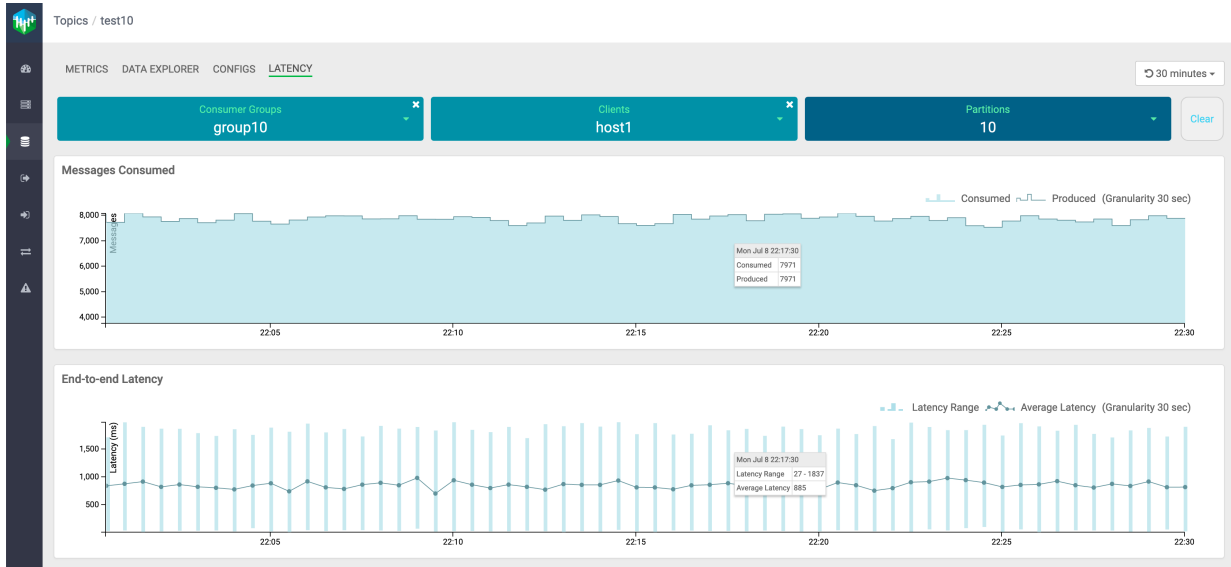 Topics / test10
METRICS DATA EXPLORER CONFIGS LATENCY
30 minutes
Consumer Groups
group10
Clients
host1
Partitions
10
Clear
Messages Consumed
Consumed Produced (Granularity 30 sec)
Messages
8,000
7,000
6,000
5,000
4,000
Mon Jul 8 22:17:30
Consumed 7971
Produced 7971
22:05 22:10 22:15 22:20 22:25 22:30
End-to-end Latency
Latency Range Average Latency (Granularity 30 sec)
Latency (ms)
1,500
1,000
500
Mon Jul 8 22:17:30
Latency Range 27 - 1837
Average Latency 885
22:05 22:10 22:15 22:20 22:25 22:30